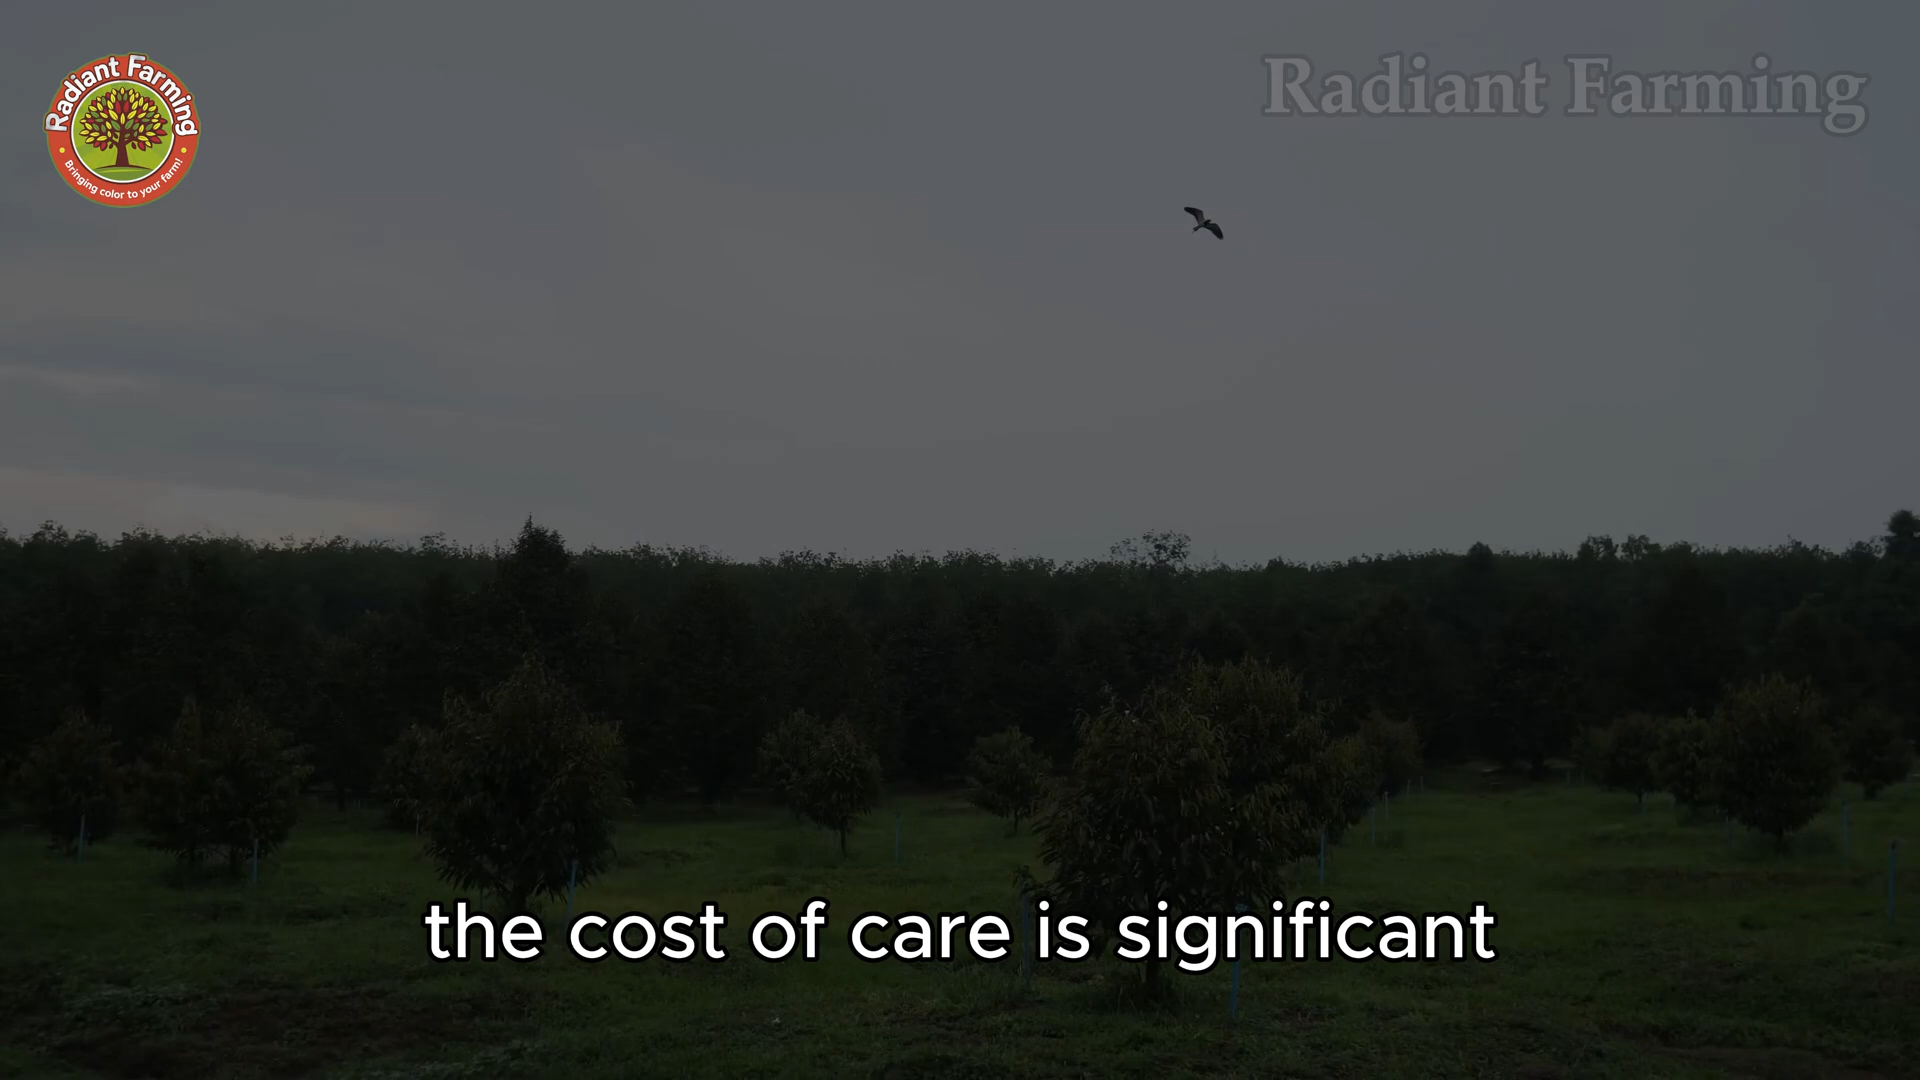 Radiant Farming
Bringing color to your farm!
Radiant Farming
the cost of care is significant